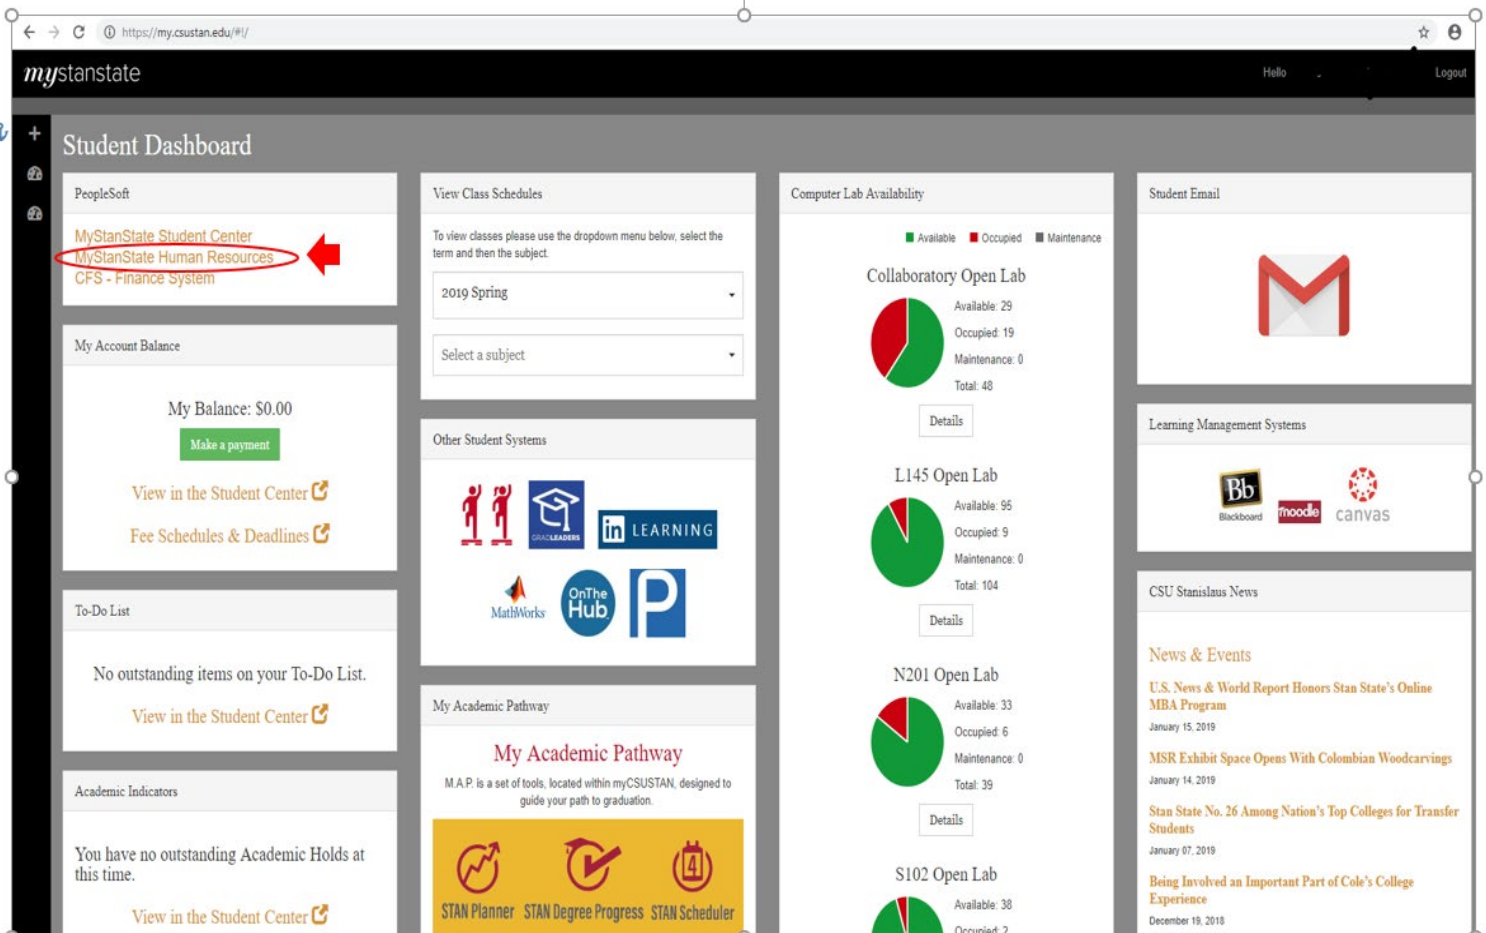 https://my.csustan.edu/#!/
mystanstate
Hello
Logout
Student Dashboard
PeopleSoft
MyStanState Student Center
MyStanState Human Resources
CFS - Finance System
My Account Balance
My Balance: $0.00
Make a payment
View in the Student Center
Fee Schedules & Deadlines
To-Do List
No outstanding items on your To-Do List.
View in the Student Center
Academic Indicators
You have no outstanding Academic Holds at
this time.
View in the Student Center
View Class Schedules
To view classes please use the dropdown menu below, select the
term and then the subject.
2019 Spring
Select a subject
Other Student Systems
GRADLEADERS
in LEARNING
MathWorks
OnTheHub
P
My Academic Pathway
My Academic Pathway
M.A.P. is a set of tools, located within myCSUSTAN, designed to
guide your path to graduation.
4
STAN Planner STAN Degree Progress STAN Scheduler
Computer Lab Availability
Available Occupied Maintenance
Collaboratory Open Lab
Available: 29
Occupied: 19
Maintenance: 0
Total: 48
Details
L145 Open Lab
Available: 95
Occupied: 9
Maintenance: 0
Total: 104
Details
N201 Open Lab
Available: 33
Occupied: 6
Maintenance: 0
Total: 39
Details
S102 Open Lab
Available: 38
Occupied: 2
Student Email
Learning Management Systems
Bb
Blackboard
moodle
canvas
CSU Stanislaus News
News & Events
U.S. News & World Report Honors Stan State's Online
MBA Program
January 15, 2019
MSR Exhibit Space Opens With Colombian Woodcarvings
January 14, 2019
Stan State No. 26 Among Nation's Top Colleges for Transfer
Students
January 07, 2019
Being Involved an Important Part of Cole's College
Experience
December 19, 2018